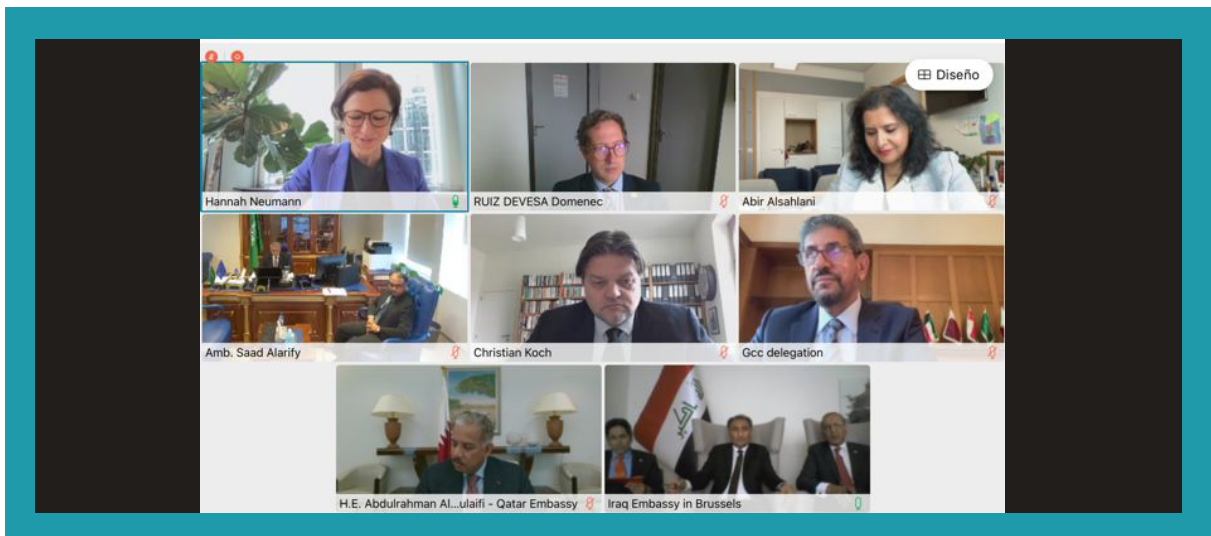 Diseño
Hannah Neumann
RUIZ DEVESA Domenec
Abir Alsahlani
Amb. Saad Alarify
Christian Koch
Gcc delegation
H.E. Abdulrahman Al...ulaifi - Qatar Embassy
Iraq Embassy in Brussels